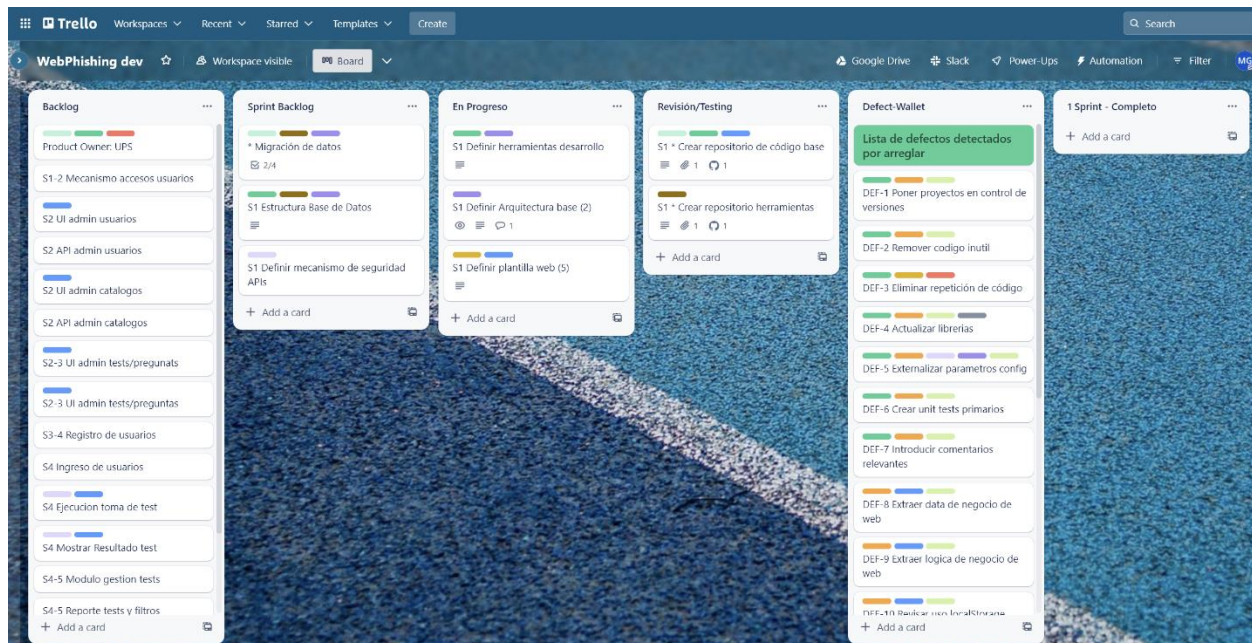 Trello Workspaces Recent Starred Templates Create Search
WebPhishing dev Workspace visible Board Google Drive Slack Power-Ups Automation Filter MG
Backlog
Product Owner: UPS
S1-2 Mecanismo accesos usuarios
S2 UI admin usuarios
S2 API admin usuarios
S2 UI admin catalogos
S2 API admin catalogos
S2-3 UI admin tests/pregunats
S2-3 UI admin tests/preguntas
S3-4 Registro de usuarios
S4 Ingreso de usuarios
S4 Ejecucion toma de test
S4 Mostrar Resultado test
S4-5 Modulo gestion tests
S4-5 Reporte tests y filtros
+ Add a card
Sprint Backlog
* Migración de datos
2/4
S1 Estructura Base de Datos
S1 Definir mecanismo de seguridad
APIs
+ Add a card
En Progreso
S1 Definir herramientas desarrollo
S1 Definir Arquitectura base (2)
1
S1 Definir plantilla web (5)
+ Add a card
Revisión/Testing
S1 * Crear repositorio de código base
1 1
S1 * Crear repositorio herramientas
1 1
+ Add a card
Defect-Wallet
Lista de defectos detectados
por arreglar
DEF-1 Poner proyectos en control de
versiones
DEF-2 Remover codigo inutil
DEF-3 Eliminar repetición de código
DEF-4 Actualizar librerias
DEF-5 Externalizar parametros config
DEF-6 Crear unit tests primarios
DEF-7 Introducir comentarios
relevantes
DEF-8 Extraer data de negocio de
web
DEF-9 Extraer logica de negocio de
web
DEF-10 Revisar uso localStorage
+ Add a card
1 Sprint - Completo
+ Add a card